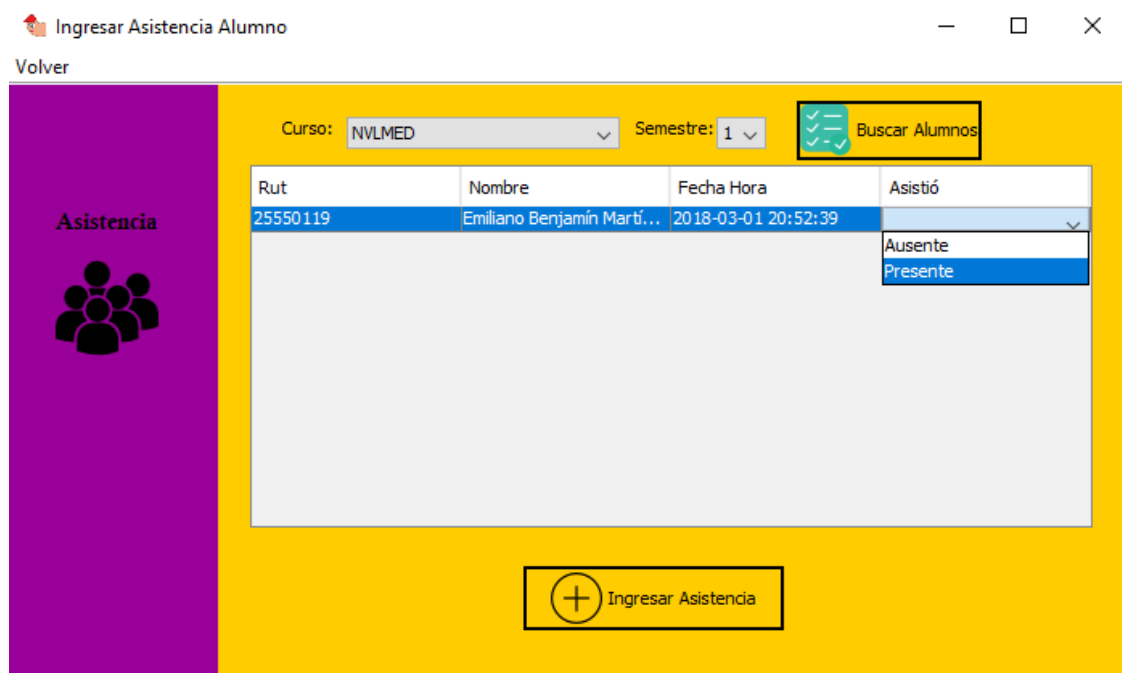 Ingresar Asistencia Alumno
Volver
Curso: NVLMED Semestre: 1 Buscar Alumnos
Rut Nombre Fecha Hora Asistió
25550119 Emiliano Benjamín Martí... 2018-03-01 20:52:39
Ausente
Presente
Asistencia
Ingresar Asistencia